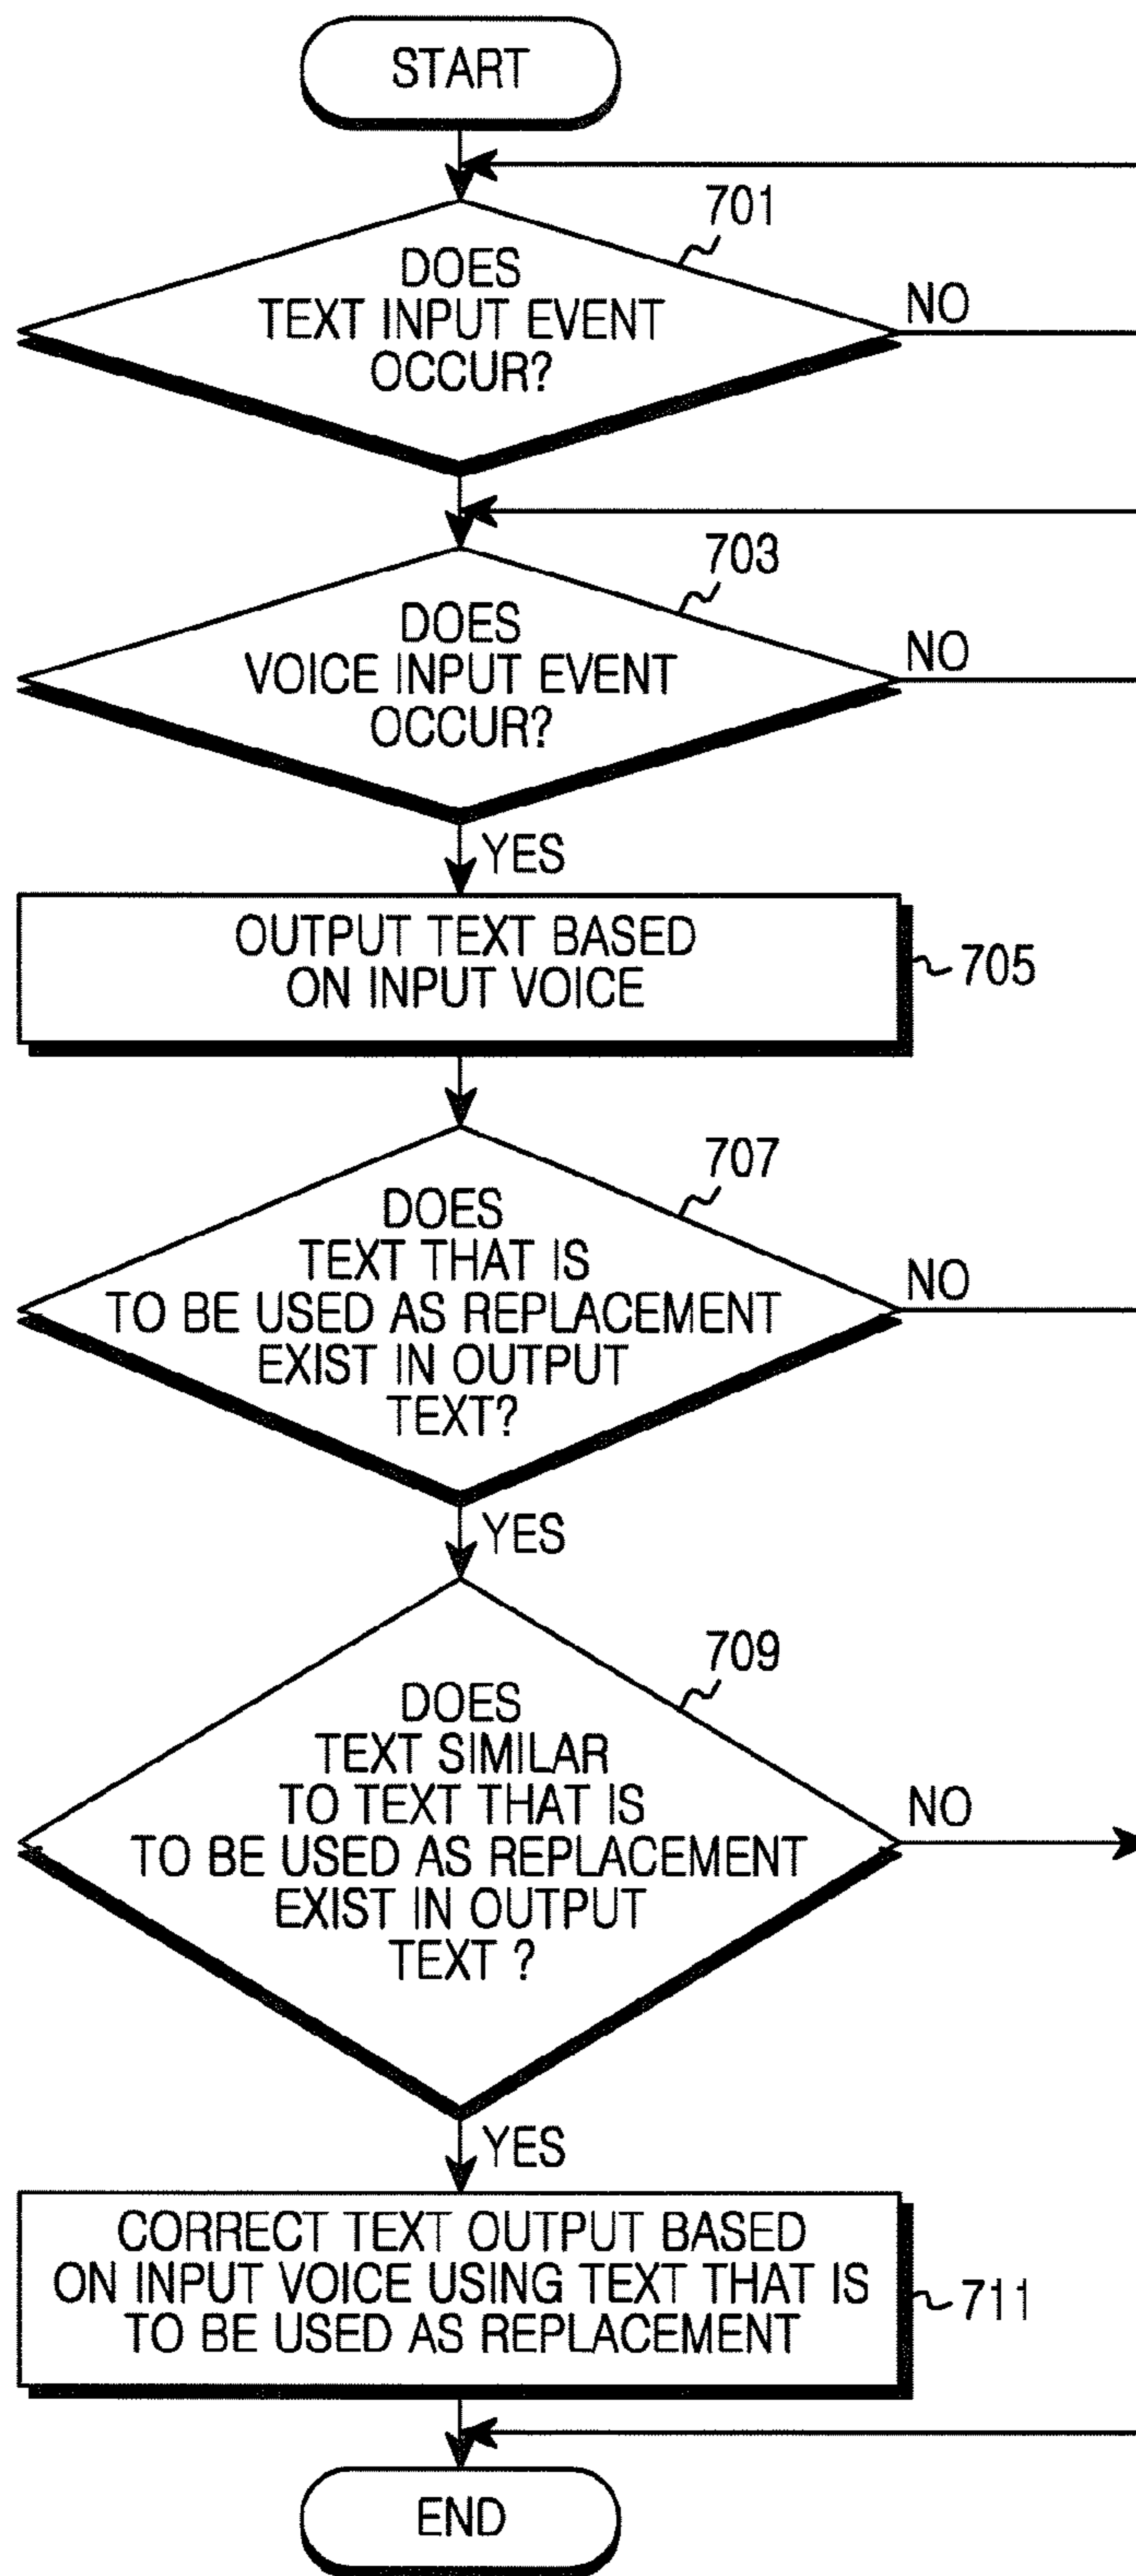 START
701
DOES
TEXT INPUT EVENT
OCCUR?
NO
703
DOES
VOICE INPUT EVENT
OCCUR?
NO
YES
OUTPUT TEXT BASED
ON INPUT VOICE
705
707
DOES
TEXT THAT IS
TO BE USED AS REPLACEMENT
EXIST IN OUTPUT
TEXT?
NO
YES
709
DOES
TEXT SIMILAR
TO TEXT THAT IS
TO BE USED AS REPLACEMENT
EXIST IN OUTPUT
TEXT ?
NO
YES
CORRECT TEXT OUTPUT BASED
ON INPUT VOICE USING TEXT THAT IS
TO BE USED AS REPLACEMENT
711
END